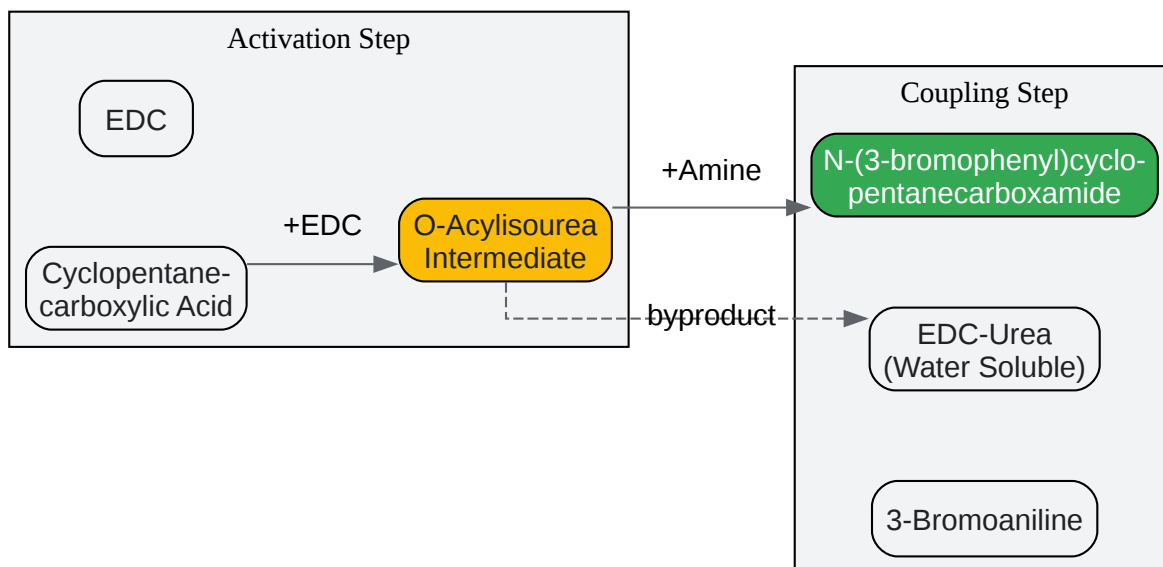 Activation Step
EDC
+EDC
Cyclopentane-
carboxylic Acid
O-Acylisourea
Intermediate
+Amine
byproduct
Coupling Step
N-(3-bromophenyl)cyclo-
pentanecarboxamide
EDC-Urea
(Water Soluble)
3-Bromoaniline